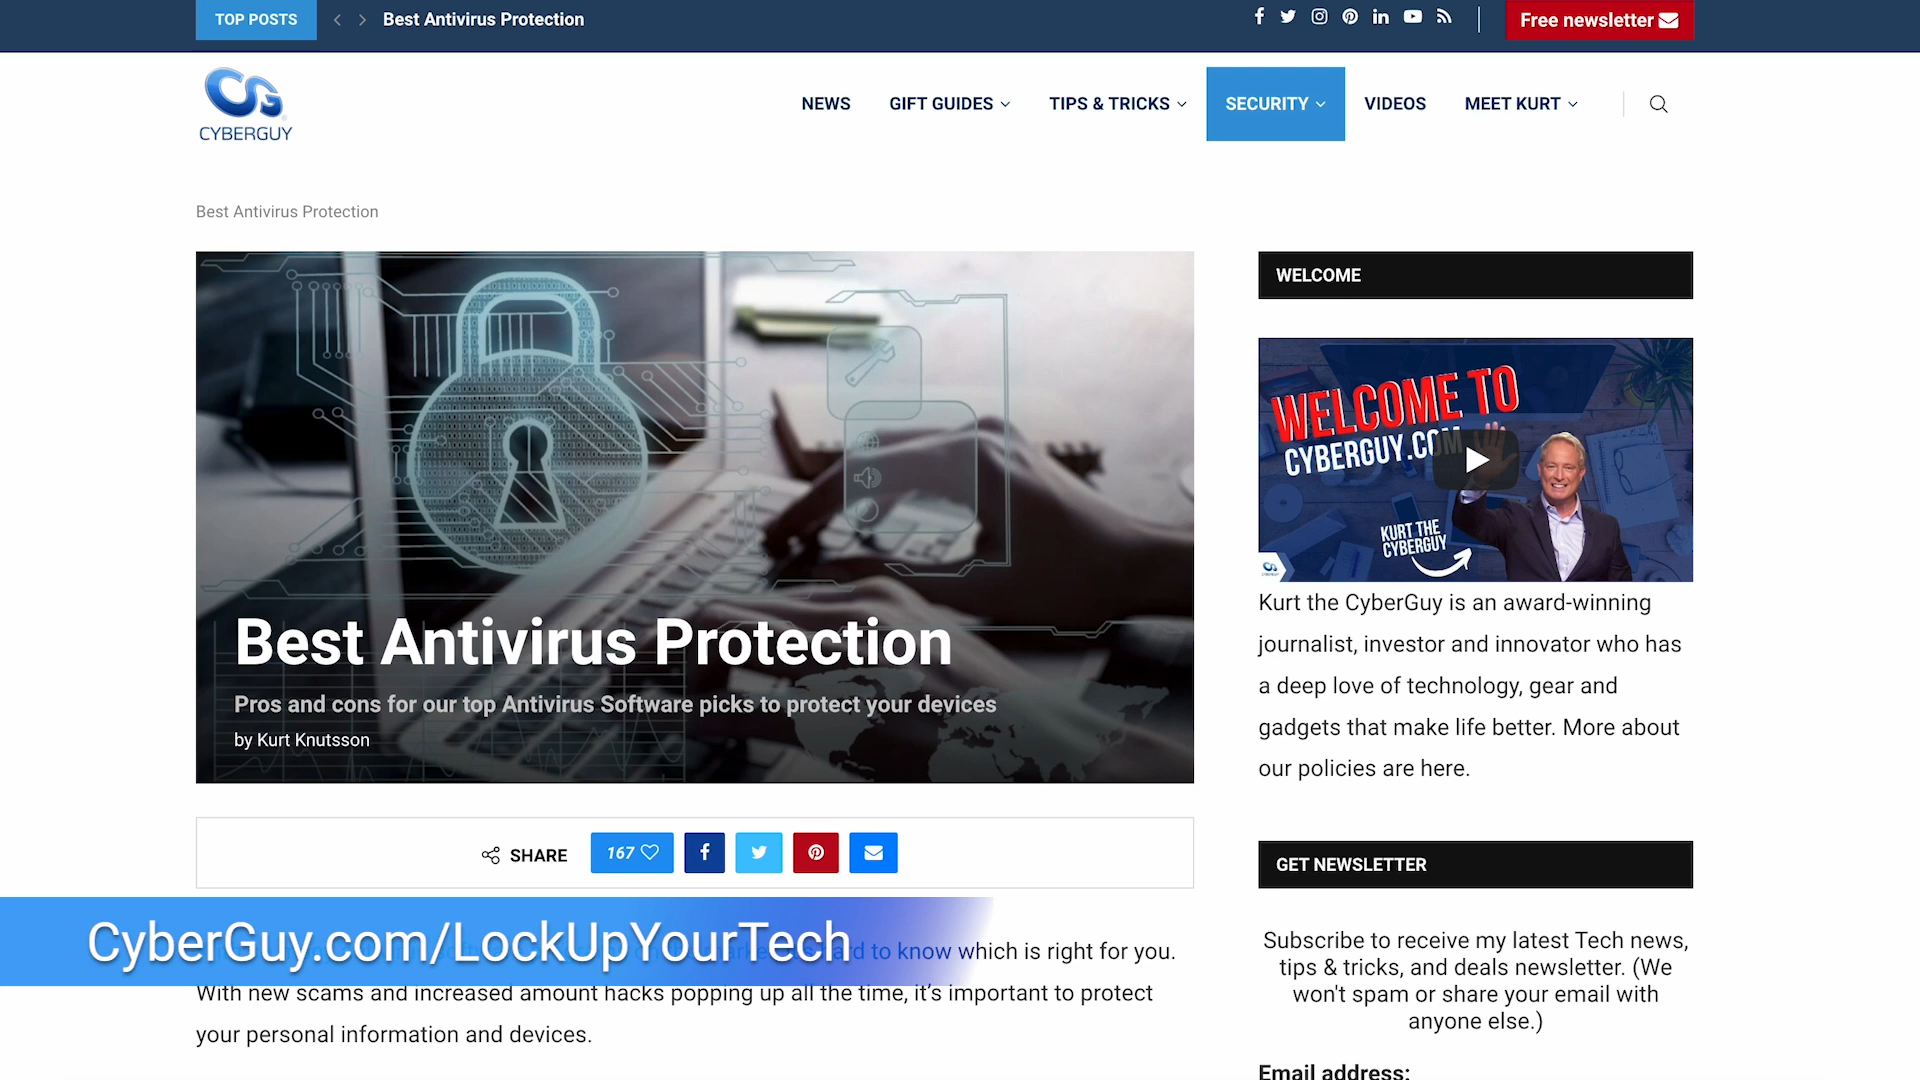 TOP POSTS
Best Antivirus Protection
Free newsletter
CYBERGUY
NEWS
GIFT GUIDES
TIPS & TRICKS
SECURITY
VIDEOS
MEET KURT
Best Antivirus Protection
Best Antivirus Protection
Pros and cons for our top Antivirus Software picks to protect your devices
by Kurt Knutsson
SHARE
167
CyberGuy.com/LockUpYourTech
to know which is right for you.
With new scams and increased amount hacks popping up all the time, it's important to protect
your personal information and devices.
WELCOME
WELCOME TO
CYBERGUY.COM
KURT THE
CYBERGUY
Kurt the CyberGuy is an award-winning
journalist, investor and innovator who has
a deep love of technology, gear and
gadgets that make life better. More about
our policies are here.
GET NEWSLETTER
Subscribe to receive my latest Tech news,
tips & tricks, and deals newsletter. (We
won't spam or share your email with
anyone else.)
Email address: